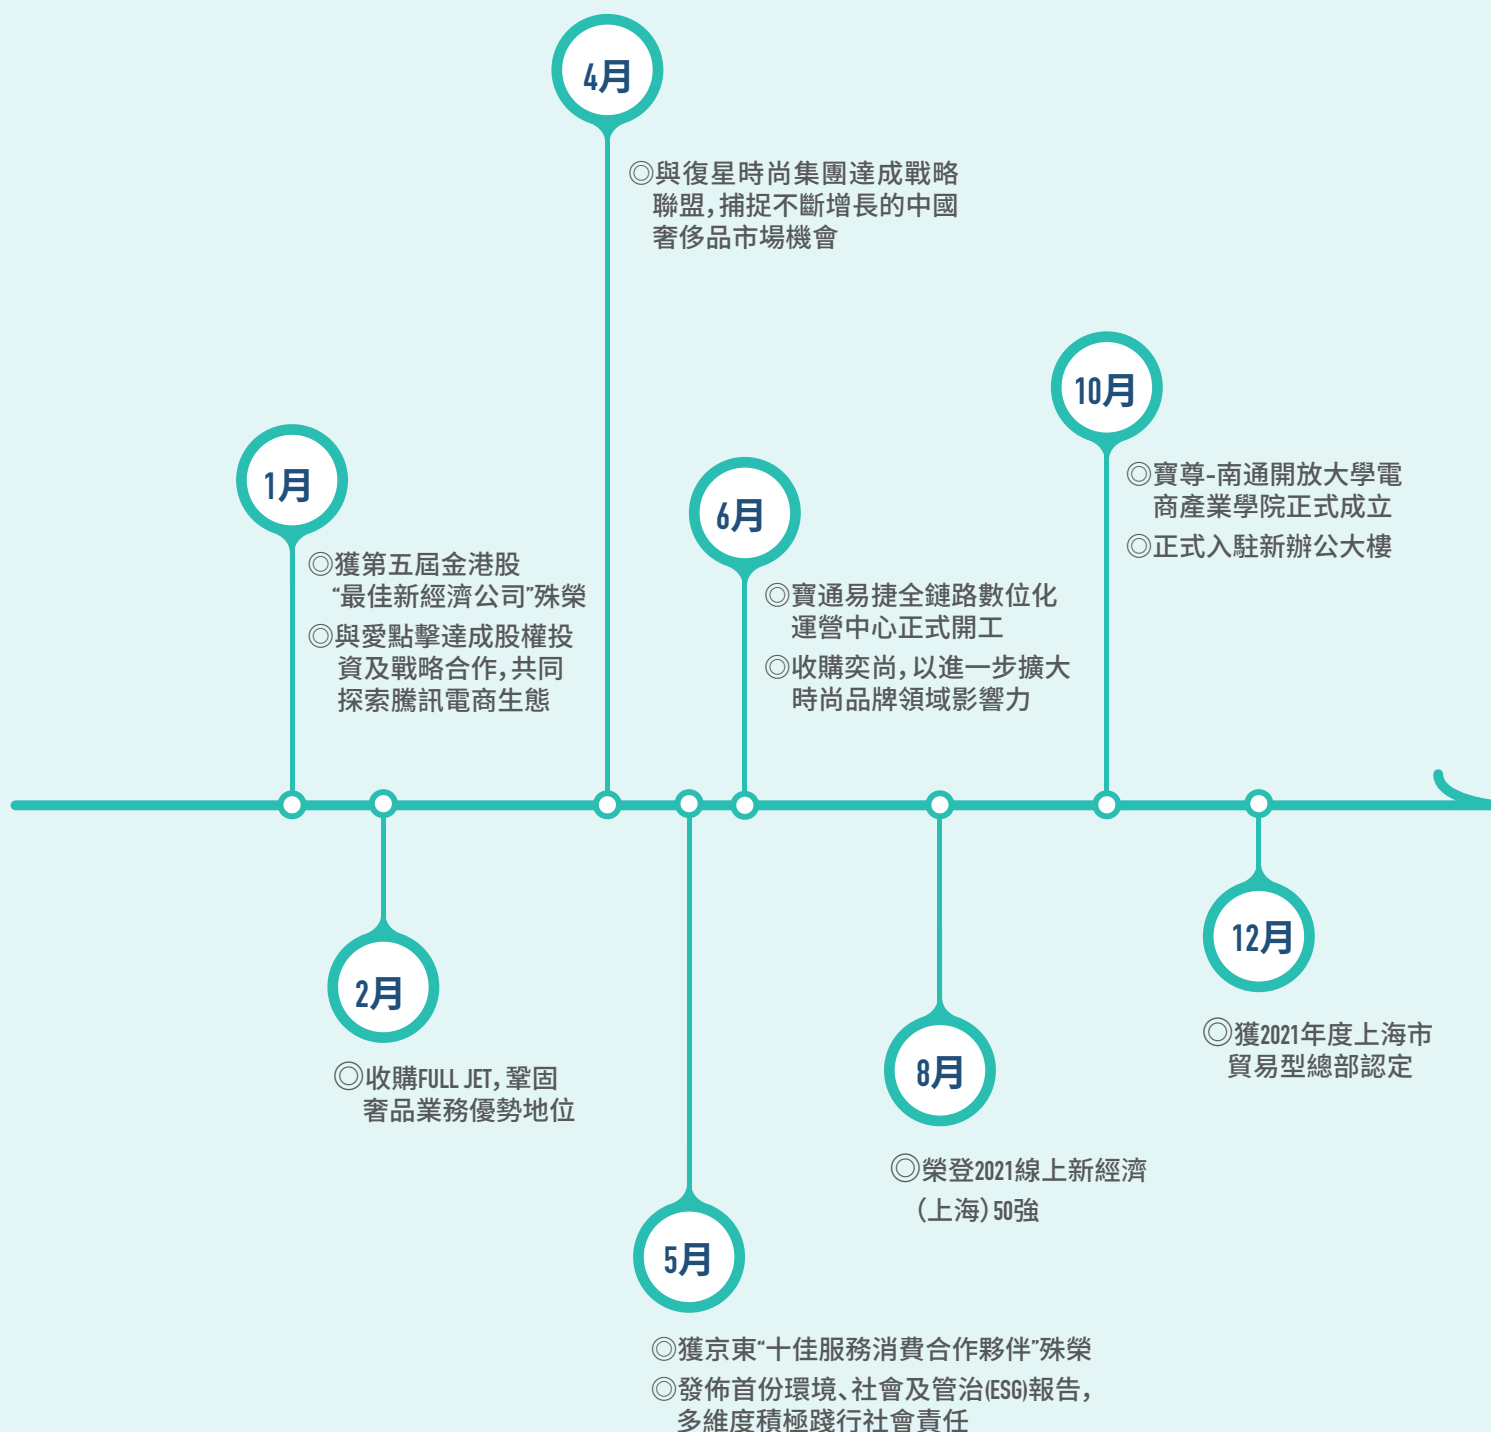 4月
◎與復星時尚集團達成戰略
聯盟,捕捉不斷增長的中國
奢侈品市場機會
10月
◎寶尊-南通開放大學電
商產業學院正式成立
◎正式入駐新辦公大樓
1月
◎獲第五屆金港股
“最佳新經濟公司”殊榮
◎與愛點擊達成股權投
資及戰略合作,共同
探索騰訊電商生態
6月
◎寶通易捷全鏈路數位化
運營中心正式開工
◎收購奕尚,以進一步擴大
時尚品牌領域影響力
2月
◎收購FULL JET,鞏固
奢品業務優勢地位
12月
◎獲2021年度上海市
貿易型總部認定
8月
◎榮登2021線上新經濟
(上海)50強
5月
◎獲京東“十佳服務消費合作夥伴”殊榮
◎發佈首份環境、社會及管治(ESG)報告,
多維度積極踐行社會責任